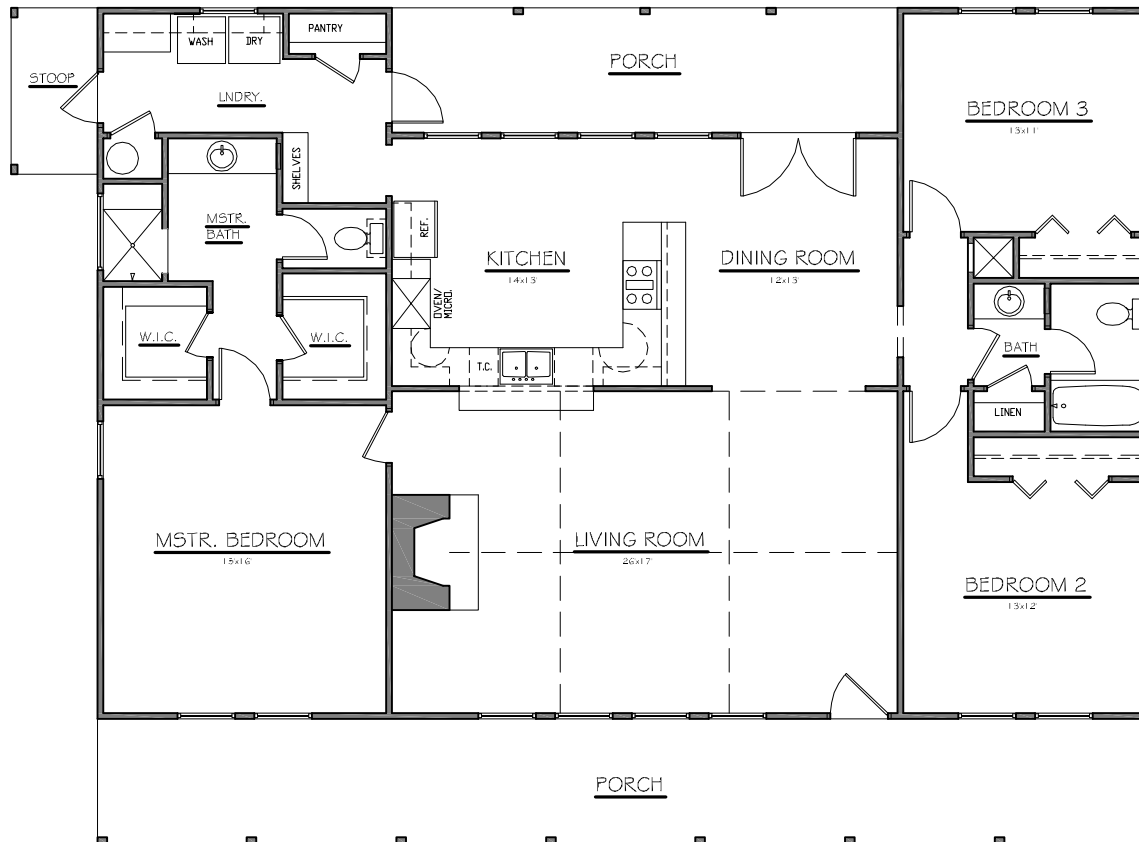 PANTRY
WASH
DRY
PORCH
STOOP
LNDRY.
BEDROOM 3
13x11'
SHELVES
MSTR.
BATH
REF.
KITCHEN
14x13'
DINING ROOM
12x13'
OVEN/
MICRO.
W.I.C.
W.I.C.
T.C.
BATH
LINEN
MSTR. BEDROOM
15x16'
LIVING ROOM
26x17'
BEDROOM 2
13x12'
PORCH